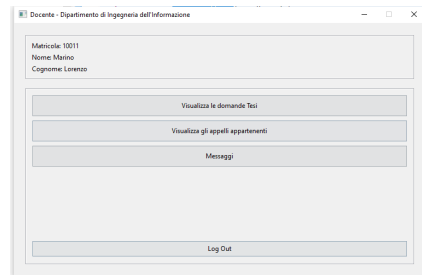 Docente - Dipartimento di Ingegneria dell'Informazione
Matricola: 10011
Nome: Marino
Cognome: Lorenzo
Visualizza le domande Tesi
Visualizza gli appelli appartenenti
Messaggi
Log Out